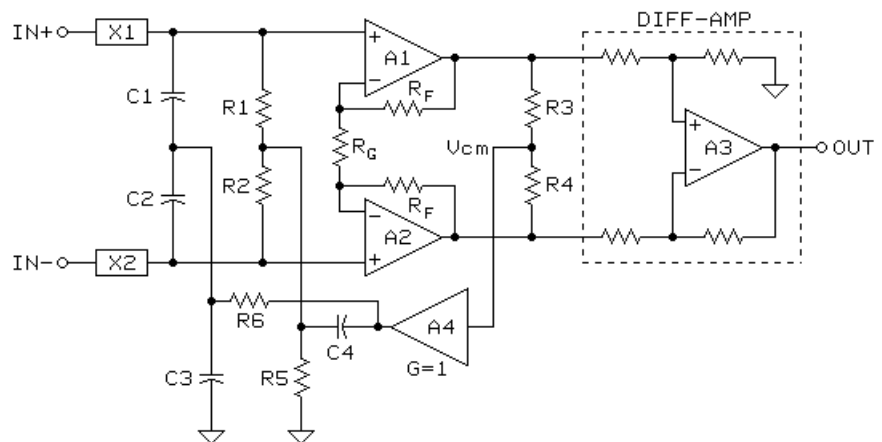 DIFF-AMP
IN+
X1
A1
C1
R1
RF
R3
RG
Vcm
A3
OUT
C2
R2
R4
RF
A2
IN-
X2
R6
A4
C4
G=1
C3
R5